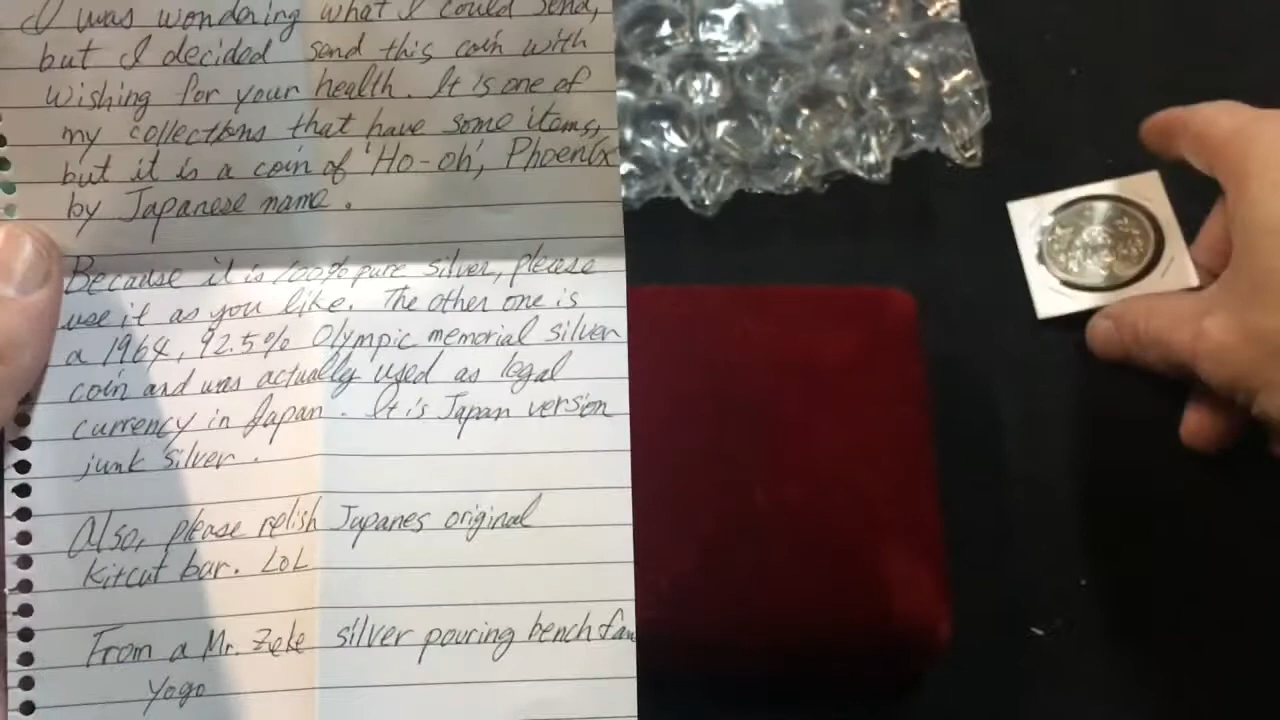 I was wondering what I could send,
but I decided send this coin with
wishing for your health. It is one of
my collections that have some items,
but it is a coin of 'Ho-oh', Phoenix
by Japanese name.
Because it is 100% pure silver, please
use it as you like. The other one is
a 1964, 92.5% Olympic memorial silver
coin and was actually used as legal
currency in Japan. It is Japan version
junk silver.
Also, please relish Japanes original
Kitcut bar. LoL
From a Mr. Zeke silver pouring bench fan
Yogo